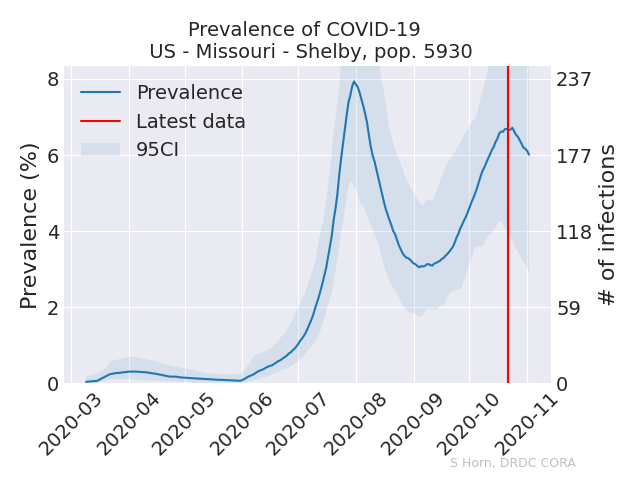 Prevalence of COVID-19
US - Missouri - Shelby, pop. 5930
Prevalence
Latest data
95CI
Prevalence (%)
8
6
4
2
0
237
177
118
59
0
# of infections
2020-03
2020-04
2020-05
2020-06
2020-07
2020-08
2020-09
2020-10
2020-11
S Horn, DRDC CORA